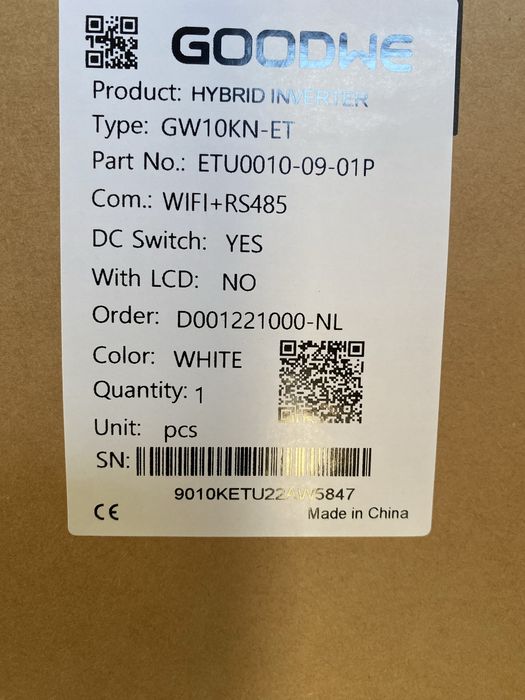 GOODWE
Product: HYBRID INVERTER
Type: GW10KN-ET
Part No.: ETU0010-09-01P
Com.: WIFI+RS485
DC Switch: YES
With LCD: NO
Order: D001221000-NL
Color: WHITE
Quantity: 1
Unit: pcs
SN:
9010KETU22AW5847
CE
Made in China